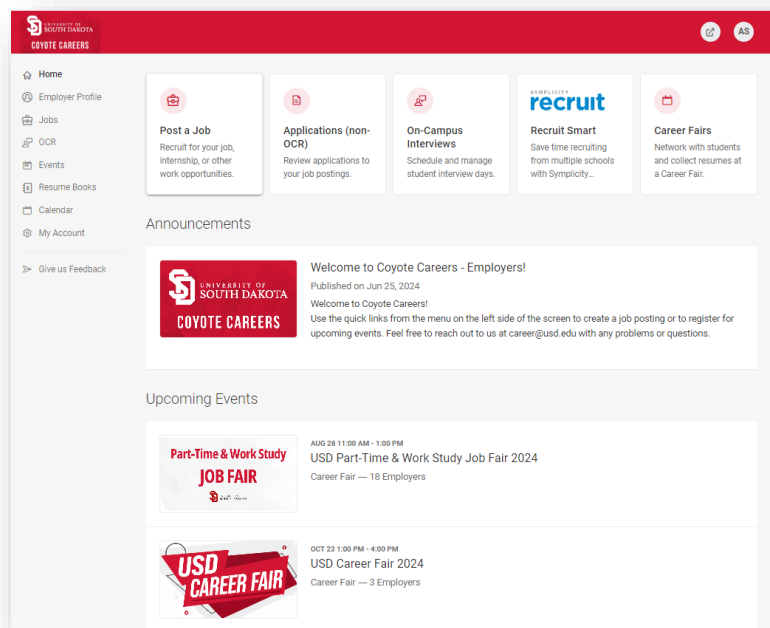 UNIVERSITY OF
SOUTH DAKOTA
COYOTE CAREERS
AS
Home
Employer Profile
Jobs
OCR
Events
Resume Books
Calendar
My Account
Give us Feedback
Post a Job
Recruit for your job,
internship, or other
work opportunities.
Applications (non-
OCR)
Review applications to
your job postings.
On-Campus
Interviews
Schedule and manage
student interview days.
SYMPLICITY
recruit
Recruit Smart
Save time recruiting
from multiple schools
with Symplicity...
Career Fairs
Network with students
and collect resumes at
a Career Fair.
Announcements
UNIVERSITY OF
SOUTH DAKOTA
COYOTE CAREERS
Welcome to Coyote Careers - Employers!
Published on Jun 25, 2024
Welcome to Coyote Careers!
Use the quick links from the menu on the left side of the screen to create a job posting or to register for
upcoming events. Feel free to reach out to us at career@usd.edu with any problems or questions.
Upcoming Events
Part-Time & Work Study
JOB FAIR
AUG 28 11:00 AM - 1:00 PM
USD Part-Time & Work Study Job Fair 2024
Career Fair — 18 Employers
USD
CAREER FAIR
OCT 23 1:00 PM - 4:00 PM
USD Career Fair 2024
Career Fair — 3 Employers